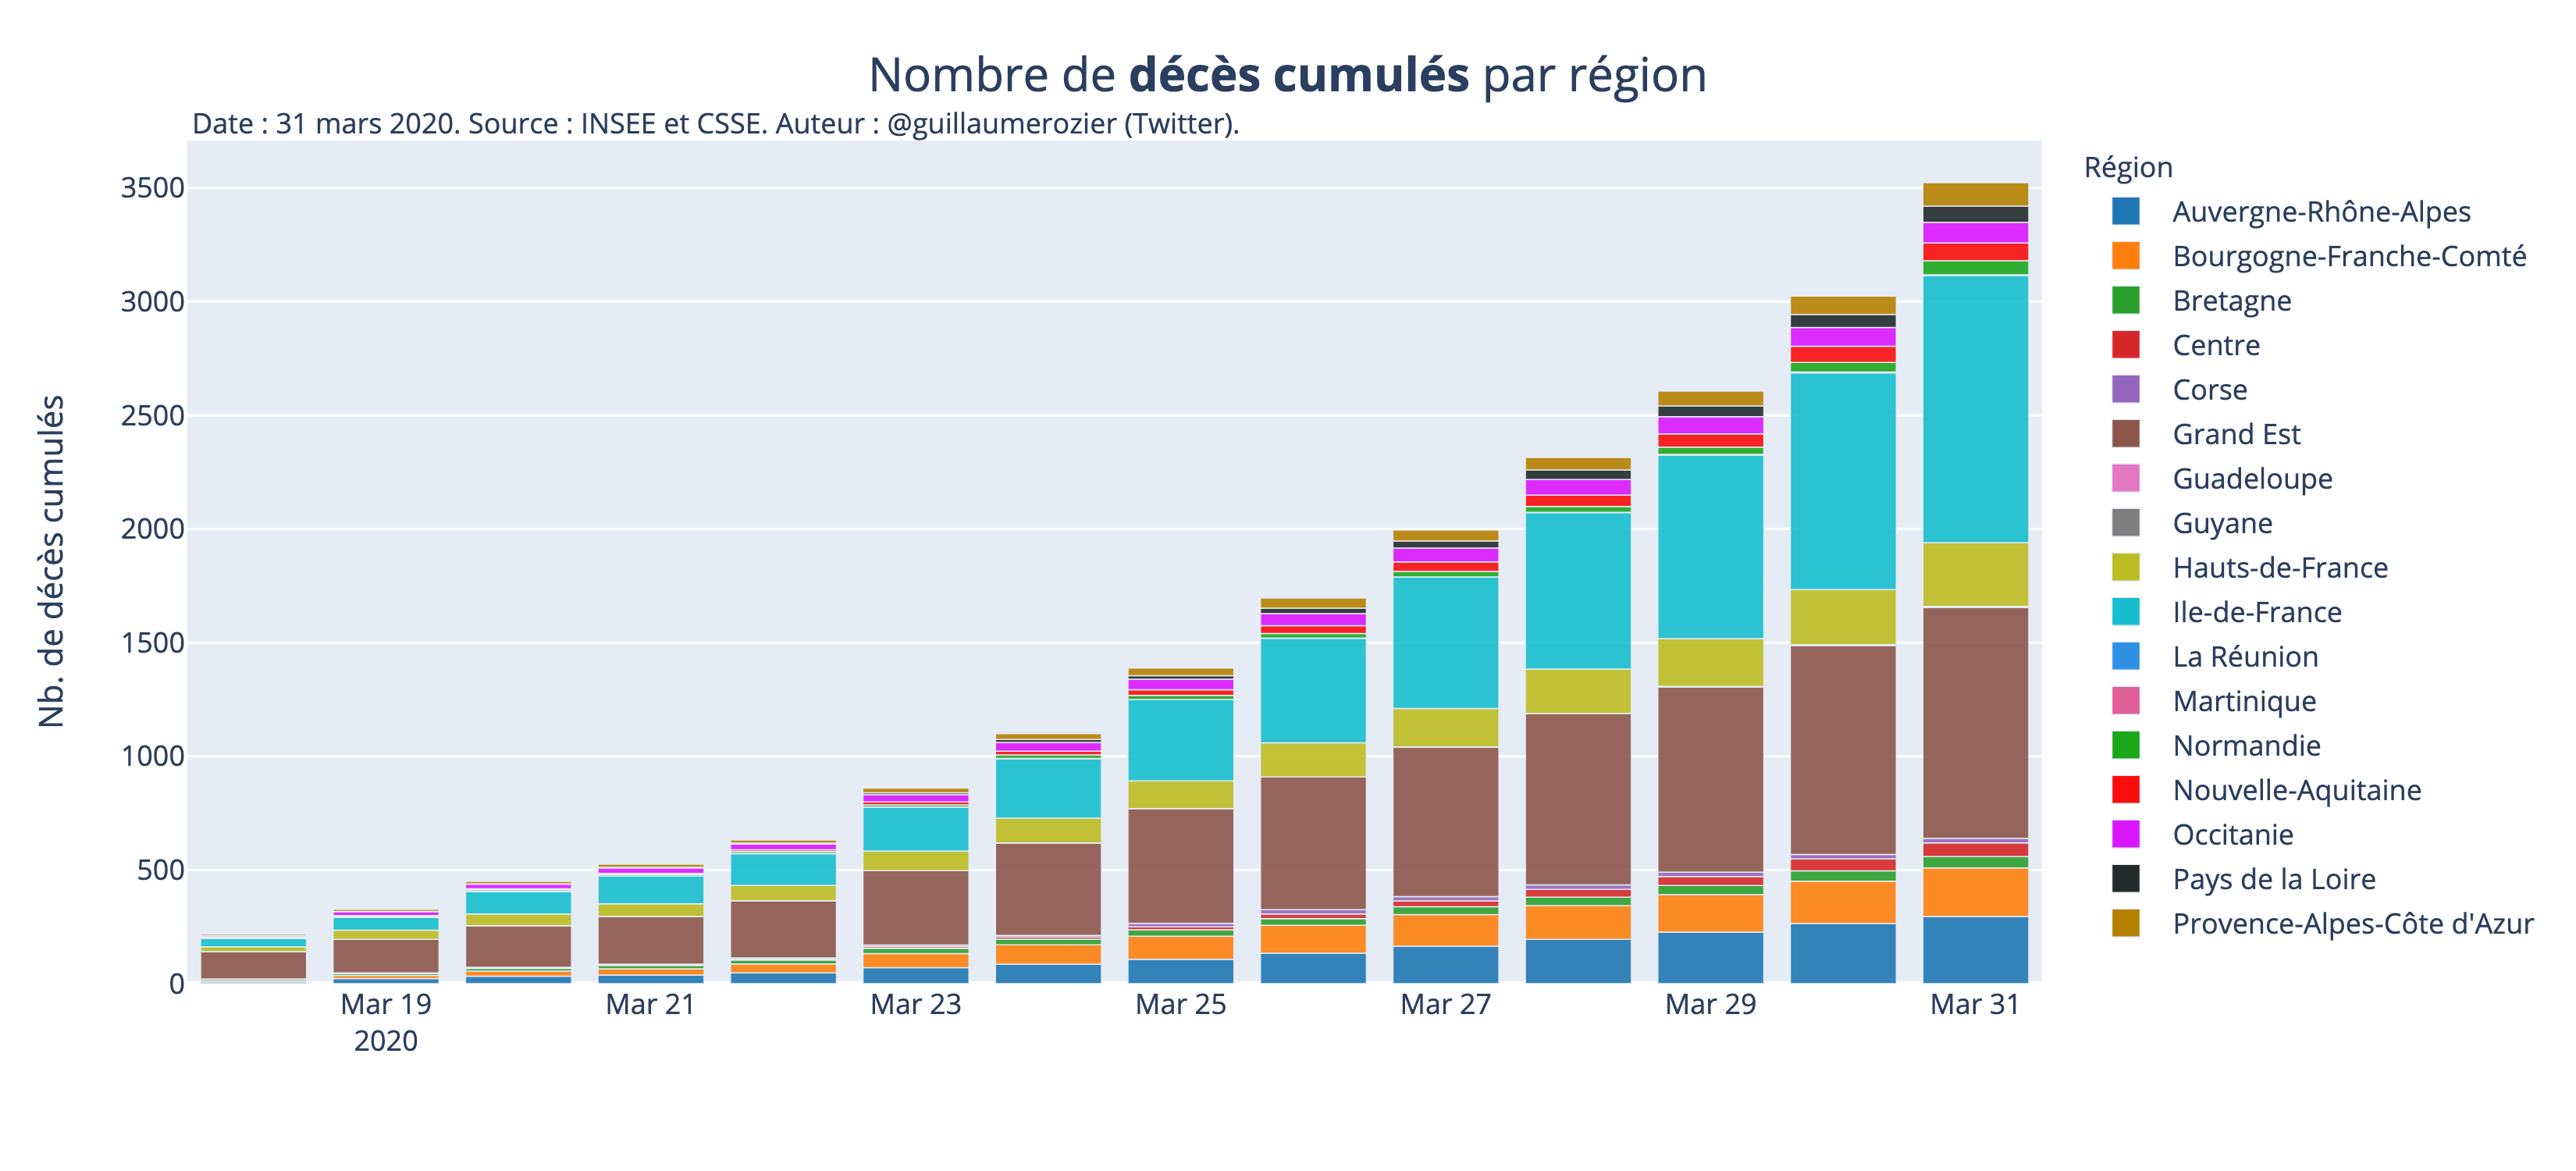 Nombre de décès cumulés par région
Date : 31 mars 2020. Source : INSEE et CSSE. Auteur : @guillaumerozier (Twitter).
Nb. de décès cumulés
3500
3000
2500
2000
1500
1000
500
0
Mar 19
2020
Mar 21
Mar 23
Mar 25
Mar 27
Mar 29
Mar 31
Région
Auvergne-Rhône-Alpes
Bourgogne-Franche-Comté
Bretagne
Centre
Corse
Grand Est
Guadeloupe
Guyane
Hauts-de-France
Ile-de-France
La Réunion
Martinique
Normandie
Nouvelle-Aquitaine
Occitanie
Pays de la Loire
Provence-Alpes-Côte d'Azur